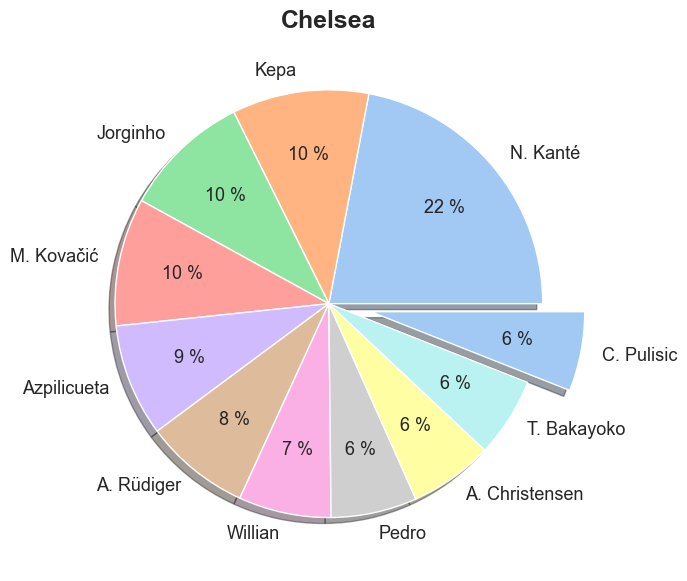 Chelsea
Kepa
Jorginho
N. Kanté
10 %
10 %
22 %
M. Kovačić
10 %
9 %
6 %
C. Pulisic
Azpilicueta
6 %
8 %
6 %
T. Bakayoko
7 %
6 %
A. Rüdiger
A. Christensen
Willian
Pedro